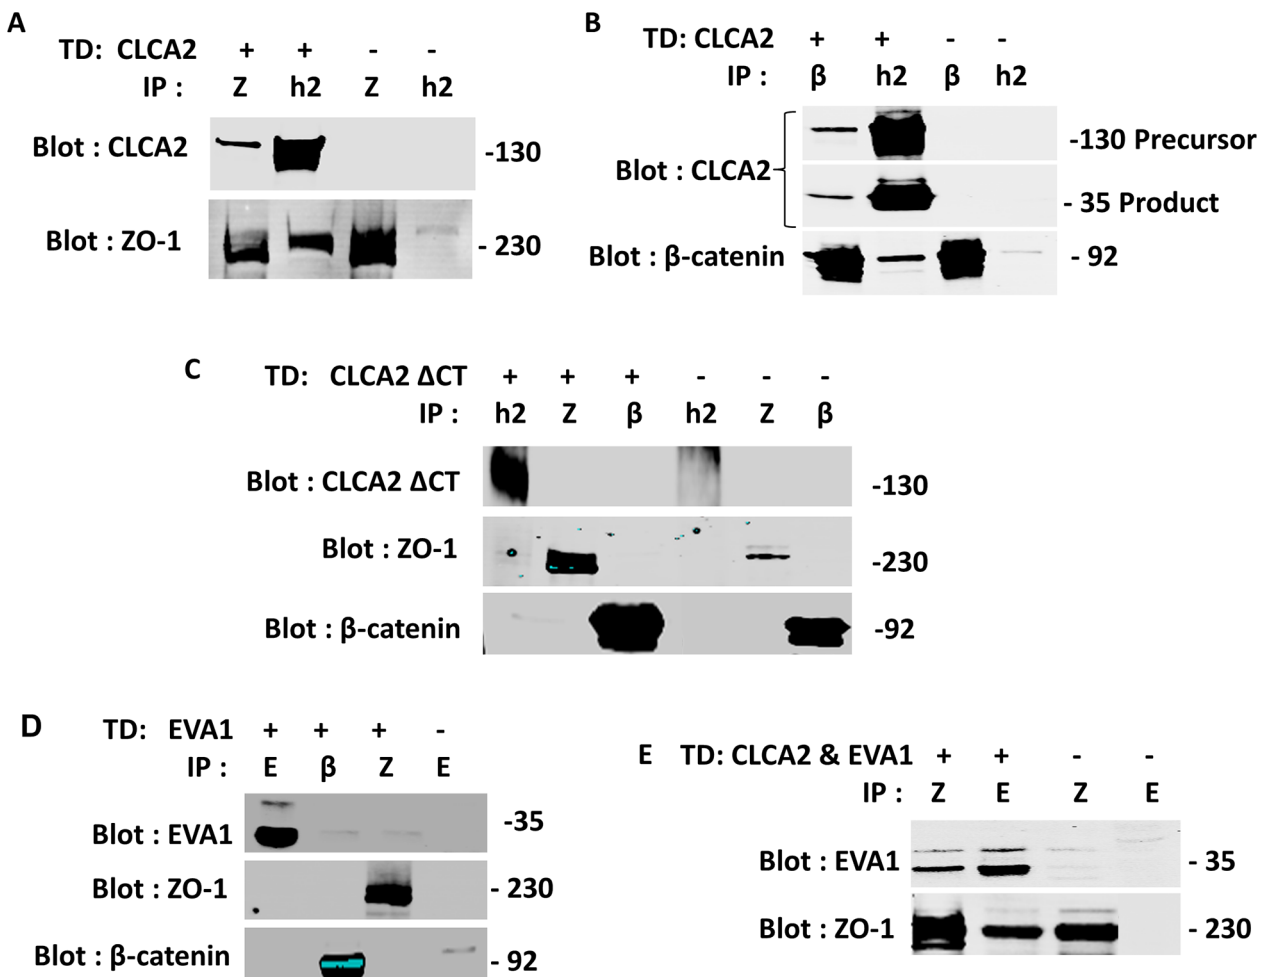 A
TD: CLCA2 + + - -
IP : Z h2 Z h2
Blot : CLCA2 -130
Blot : ZO-1 - 230
B
TD: CLCA2 + + - -
IP : β h2 β h2
Blot : CLCA2
-130 Precursor
- 35 Product
Blot : β-catenin - 92
C
TD: CLCA2 ΔCT + + + - - -
IP : h2 Z β h2 Z β
Blot : CLCA2 ΔCT -130
Blot : ZO-1 -230
Blot : β-catenin -92
D
TD: EVA1 + + + -
IP : E β Z E
Blot : EVA1 -35
Blot : ZO-1 - 230
Blot : β-catenin - 92
E
TD: CLCA2 & EVA1 + + - -
IP : Z E Z E
Blot : EVA1 - 35
Blot : ZO-1 - 230